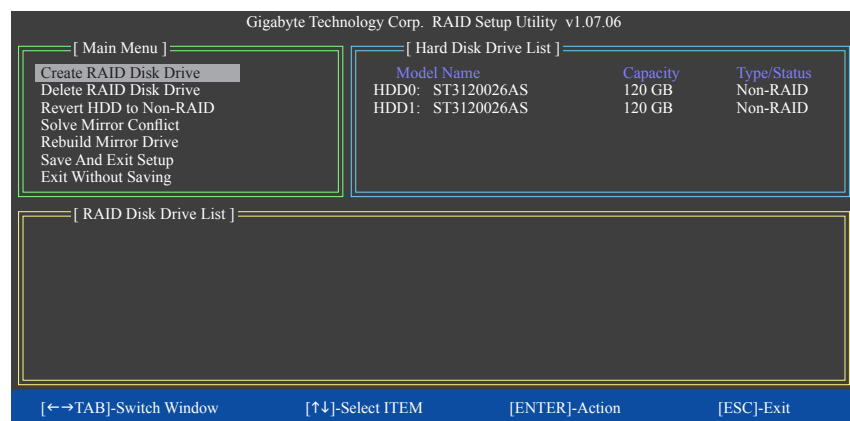 Gigabyte Technology Corp. RAID Setup Utility v1.07.06
[ Main Menu ]
Create RAID Disk Drive
Delete RAID Disk Drive
Revert HDD to Non-RAID
Solve Mirror Conflict
Rebuild Mirror Drive
Save And Exit Setup
Exit Without Saving
[ Hard Disk Drive List ]
Model Name Capacity Type/Status
HDD0: ST3120026AS 120 GB Non-RAID
HDD1: ST3120026AS 120 GB Non-RAID
[ RAID Disk Drive List ]
[←→TAB]-Switch Window [↑↓]-Select ITEM [ENTER]-Action [ESC]-Exit